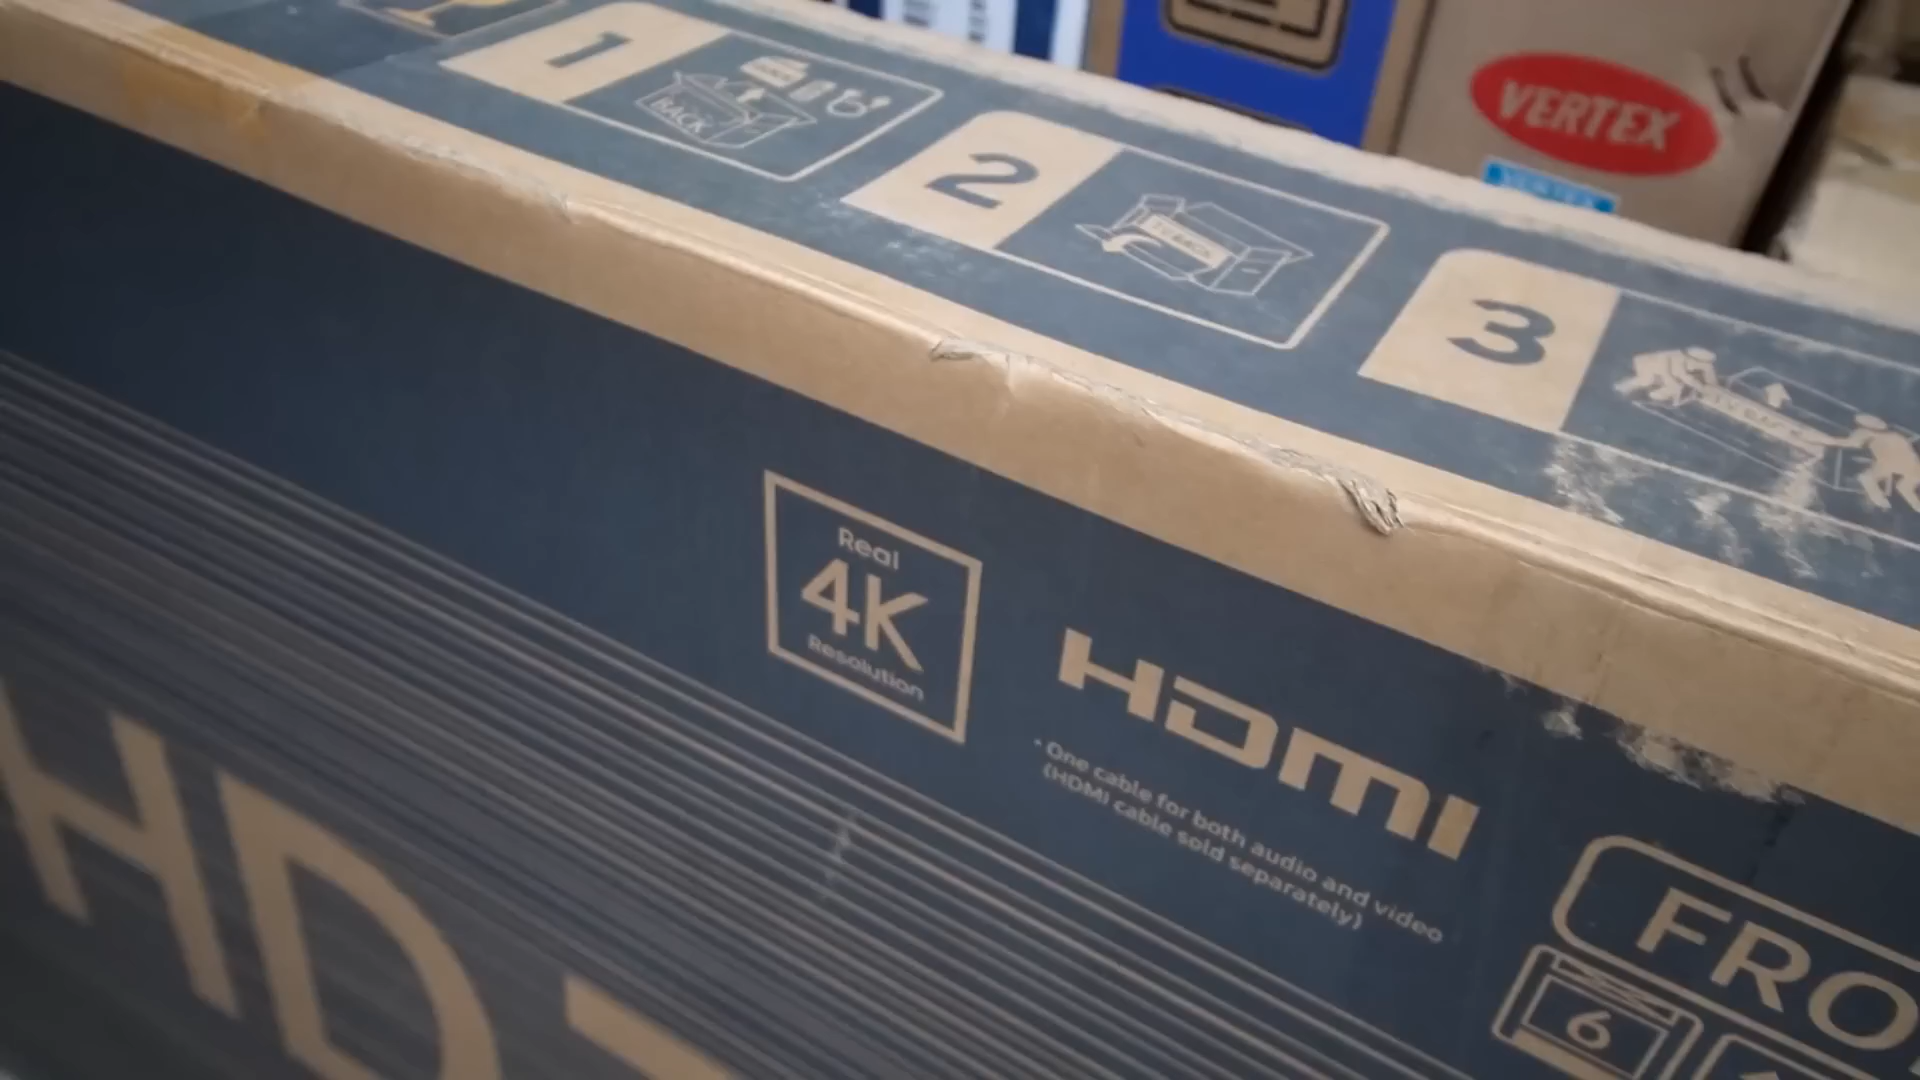 1
BACK
2
3
VERTEX
VERTEX
Real
4K
Resolution
HDMI
- One cable for both audio and video
(HDMI cable sold separately)
HD
FRO
6